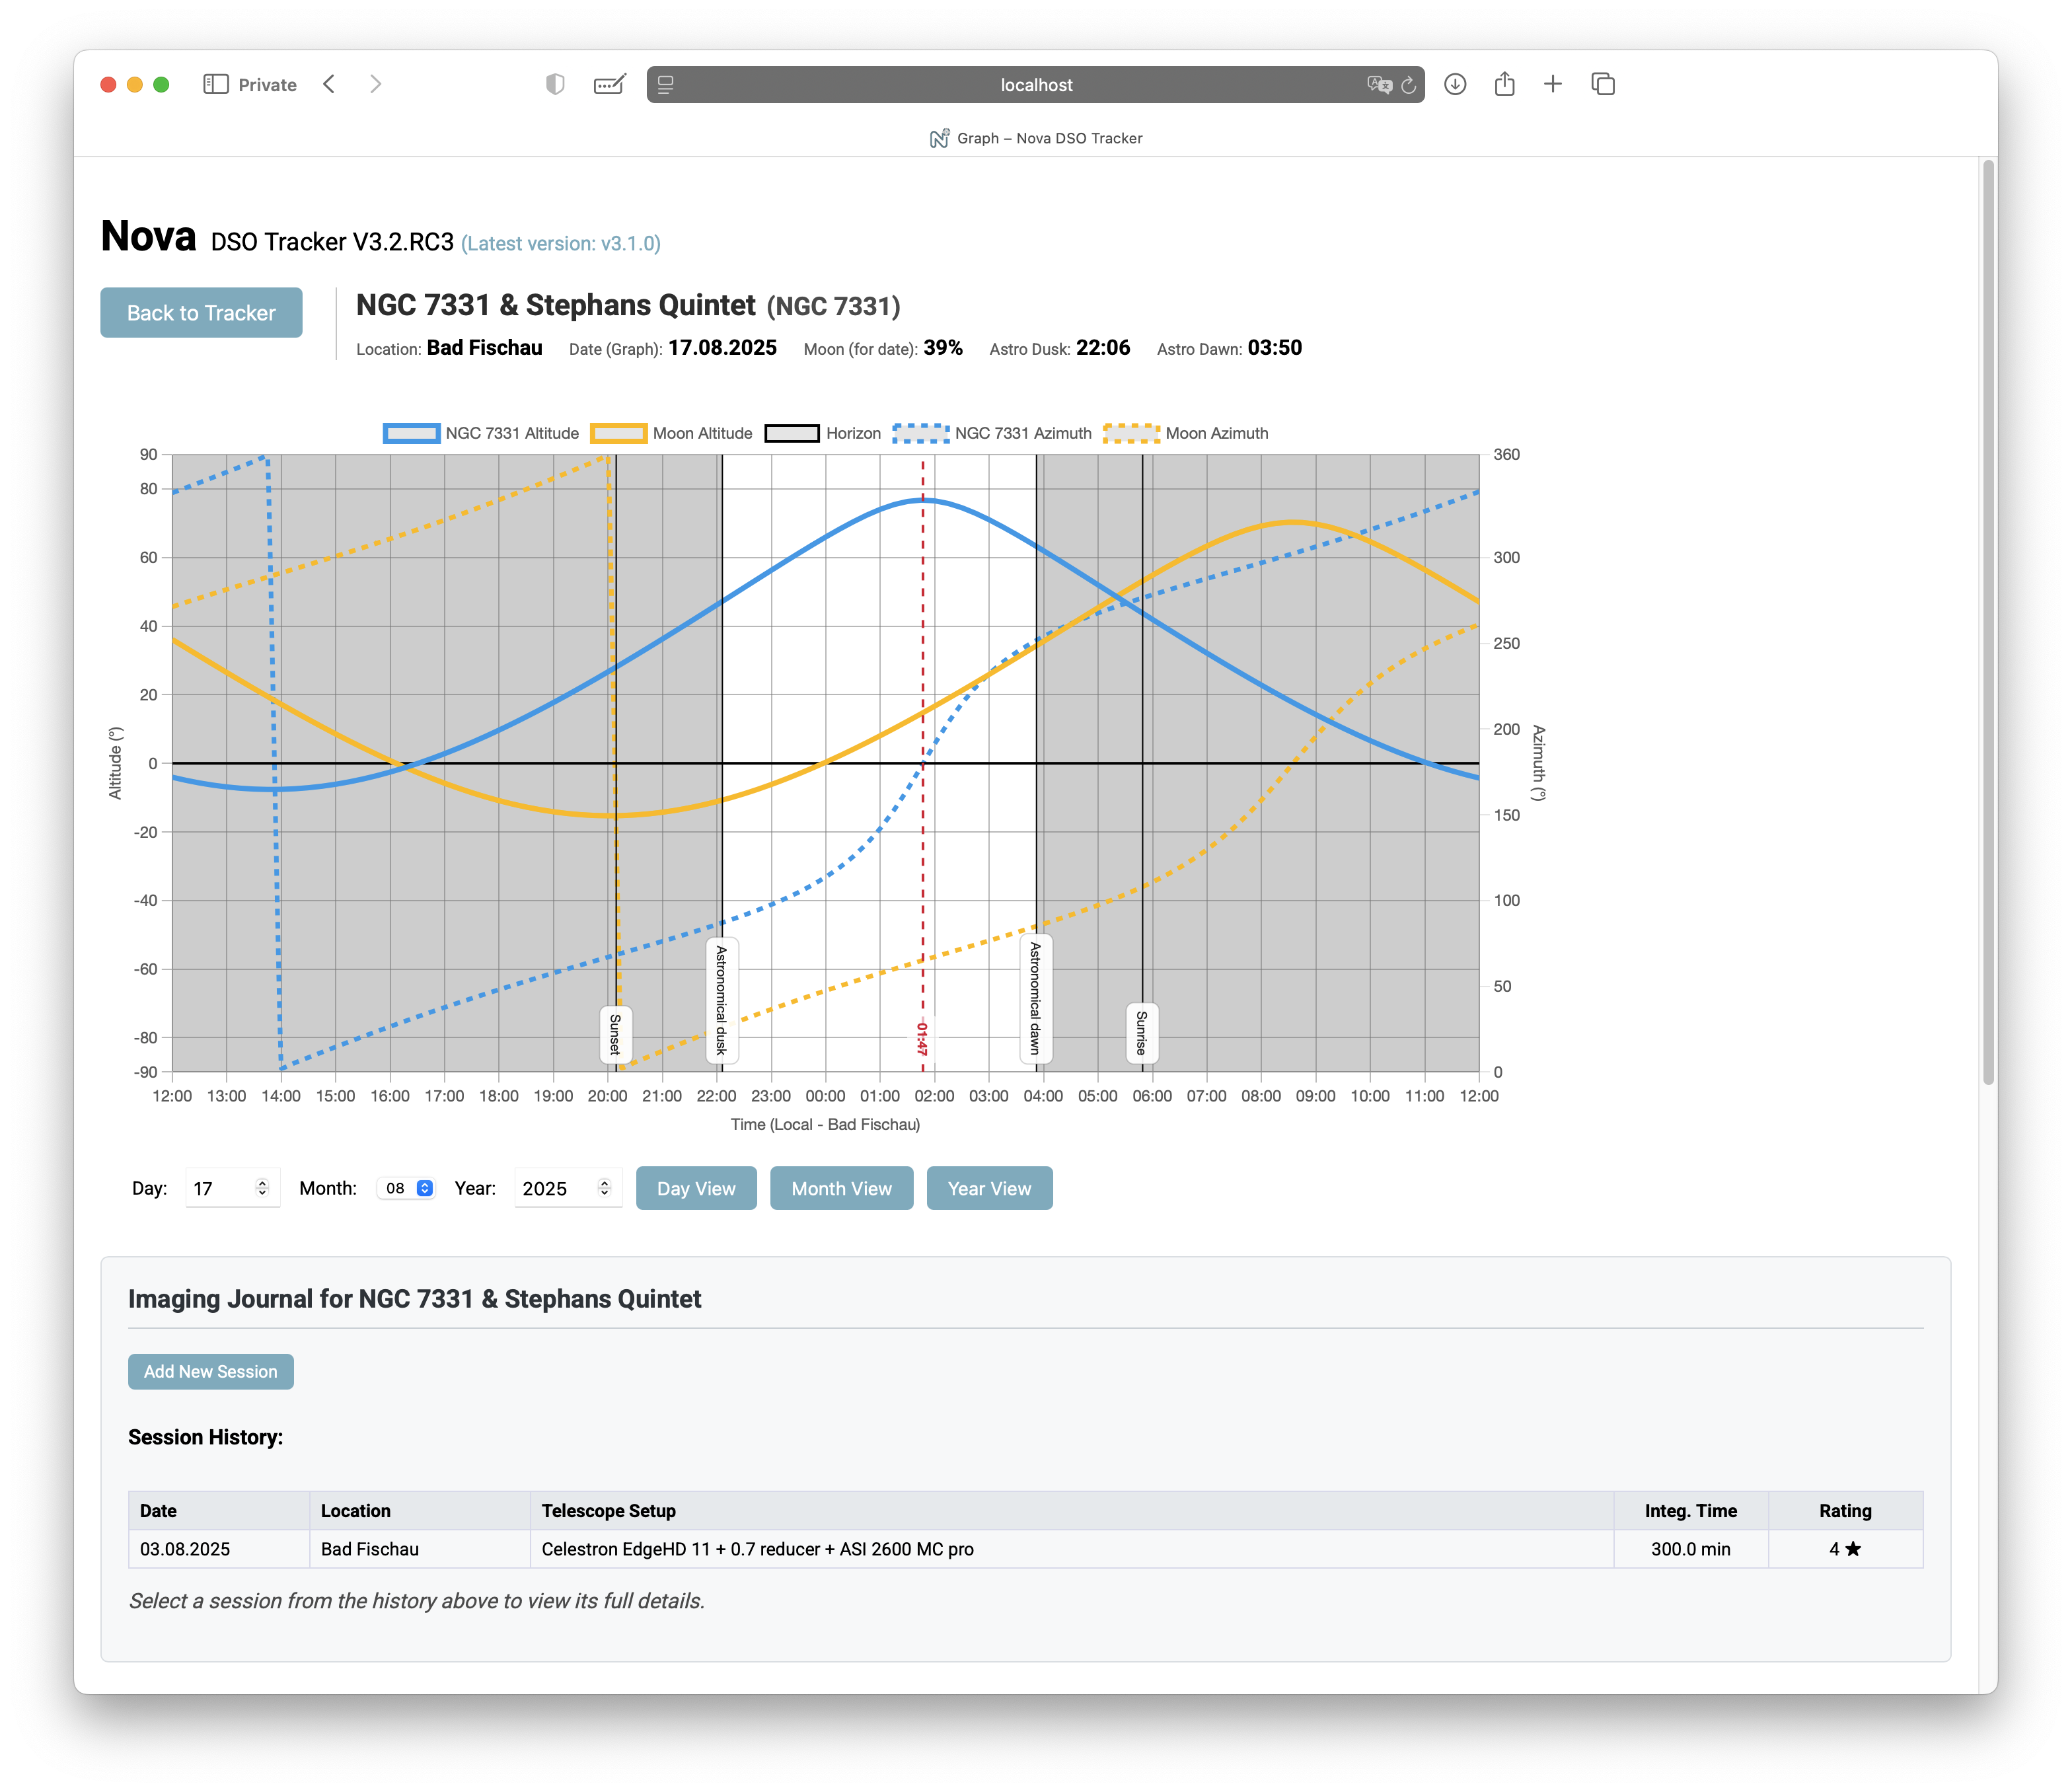 Private
localhost
Graph – Nova DSO Tracker
Nova DSO Tracker V3.2.RC3 (Latest version: v3.1.0)
Back to Tracker
NGC 7331 & Stephans Quintet (NGC 7331)
Location: Bad Fischau Date (Graph): 17.08.2025 Moon (for date): 39% Astro Dusk: 22:06 Astro Dawn: 03:50
NGC 7331 Altitude Moon Altitude Horizon NGC 7331 Azimuth Moon Azimuth
90
80
60
40
20
0
-20
-40
-60
-80
-90
Altitude (°)
360
300
250
200
150
100
50
0
Azimuth (°)
Sunset
Astronomical dusk
01:47
Astronomical dawn
Sunrise
12:00 13:00 14:00 15:00 16:00 17:00 18:00 19:00 20:00 21:00 22:00 23:00 00:00 01:00 02:00 03:00 04:00 05:00 06:00 07:00 08:00 09:00 10:00 11:00 12:00
Time (Local - Bad Fischau)
Day: 17 Month: 08 Year: 2025 Day View Month View Year View
Imaging Journal for NGC 7331 & Stephans Quintet
Add New Session
Session History:
Date Location Telescope Setup Integ. Time Rating
03.08.2025 Bad Fischau Celestron EdgeHD 11 + 0.7 reducer + ASI 2600 MC pro 300.0 min 4 ★
Select a session from the history above to view its full details.